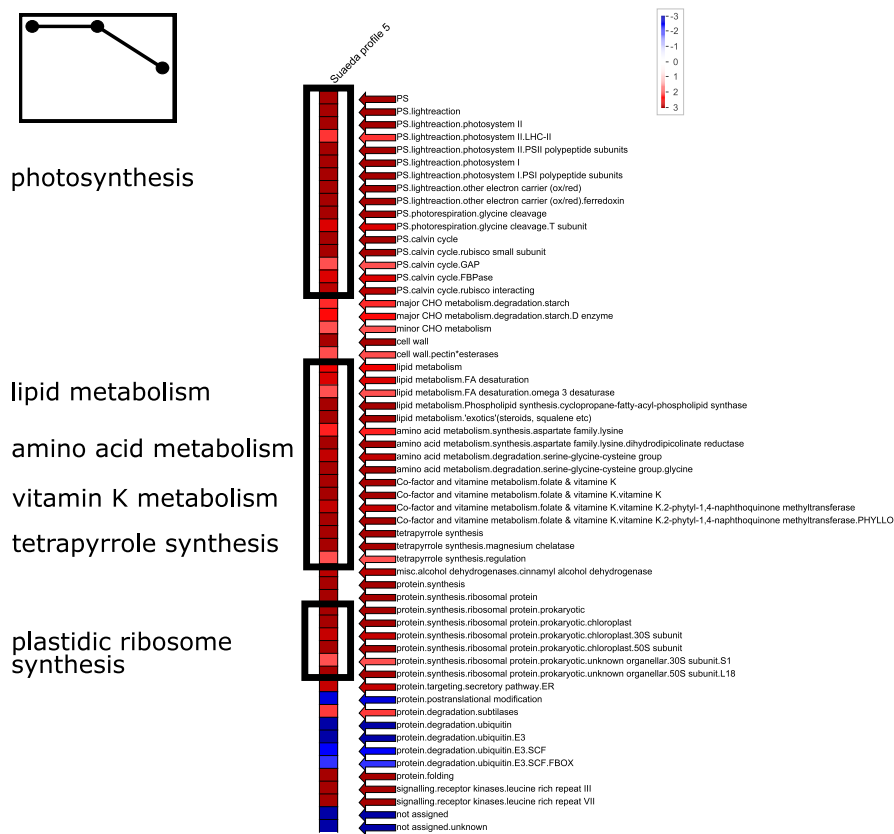 Suaeda profile 5
-3
-2
-1
0
1
2
3
photosynthesis
lipid metabolism
amino acid metabolism
vitamin K metabolism
tetrapyrrole synthesis
plastidic ribosome
synthesis
PS
PS.lightreaction
PS.lightreaction.photosystem II
PS.lightreaction.photosystem II.LHC-II
PS.lightreaction.photosystem II.PSII polypeptide subunits
PS.lightreaction.photosystem I
PS.lightreaction.photosystem I.PSI polypeptide subunits
PS.lightreaction.other electron carrier (ox/red)
PS.lightreaction.other electron carrier (ox/red).ferredoxin
PS.photorespiration.glycine cleavage
PS.photorespiration.glycine cleavage.T subunit
PS.calvin cycle
PS.calvin cycle.rubisco small subunit
PS.calvin cycle.GAP
PS.calvin cycle.FBPase
PS.calvin cycle.rubisco interacting
major CHO metabolism.degradation.starch
major CHO metabolism.degradation.starch.D enzyme
minor CHO metabolism
cell wall
cell wall.pectin*esterases
lipid metabolism
lipid metabolism.FA desaturation
lipid metabolism.FA desaturation.omega 3 desaturase
lipid metabolism.Phospholipid synthesis.cyclopropane-fatty-acyl-phospholipid synthase
lipid metabolism.'exotics'(steroids, squalene etc)
amino acid metabolism.synthesis.aspartate family.lysine
amino acid metabolism.synthesis.aspartate family.lysine.dihydrodipicolinate reductase
amino acid metabolism.degradation.serine-glycine-cysteine group
amino acid metabolism.degradation.serine-glycine-cysteine group.glycine
Co-factor and vitamine metabolism.folate & vitamine K
Co-factor and vitamine metabolism.folate & vitamine K.vitamine K
Co-factor and vitamine metabolism.folate & vitamine K.vitamine K.2-phytyl-1,4-naphthoquinone methyltransferase
Co-factor and vitamine metabolism.folate & vitamine K.vitamine K.2-phytyl-1,4-naphthoquinone methyltransferase.PHYLLO
tetrapyrrole synthesis
tetrapyrrole synthesis.magnesium chelatase
tetrapyrrole synthesis.regulation
misc.alcohol dehydrogenases.cinnamyl alcohol dehydrogenase
protein.synthesis
protein.synthesis.ribosomal protein
protein.synthesis.ribosomal protein.prokaryotic
protein.synthesis.ribosomal protein.prokaryotic.chloroplast
protein.synthesis.ribosomal protein.prokaryotic.chloroplast.30S subunit
protein.synthesis.ribosomal protein.prokaryotic.chloroplast.50S subunit
protein.synthesis.ribosomal protein.prokaryotic.unknown organellar.30S subunit.S1
protein.synthesis.ribosomal protein.prokaryotic.unknown organellar.50S subunit.L18
protein.targeting.secretory pathway.ER
protein.postranslational modification
protein.degradation.subtilases
protein.degradation.ubiquitin
protein.degradation.ubiquitin.E3
protein.degradation.ubiquitin.E3.SCF
protein.degradation.ubiquitin.E3.SCF.FBOX
protein.folding
signalling.receptor kinases.leucine rich repeat III
signalling.receptor kinases.leucine rich repeat VII
not assigned
not assigned.unknown